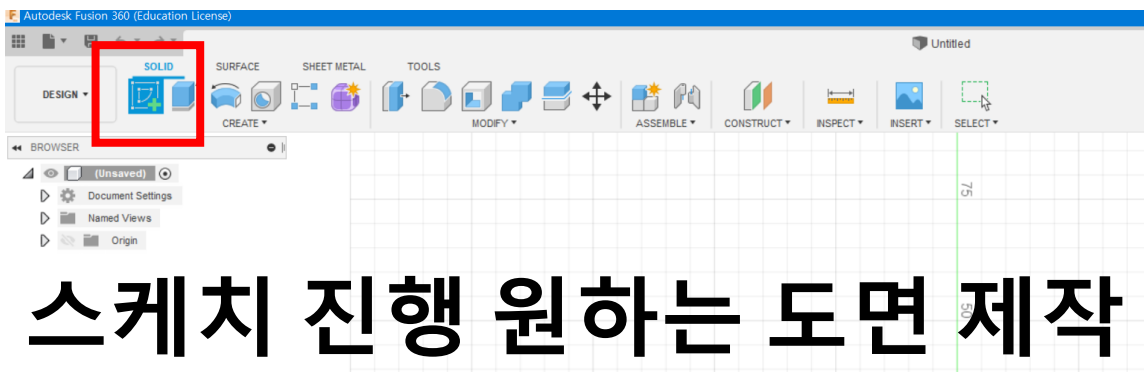 Autodesk Fusion 360 (Education License)
Untitled
SOLID SURFACE SHEET METAL TOOLS
DESIGN ▾
CREATE ▾ MODIFY ▾ ASSEMBLE ▾ CONSTRUCT ▾ INSPECT ▾ INSERT ▾ SELECT ▾
BROWSER
(Unsaved)
Document Settings
Named Views
Origin
75
50
스케치 진행 원하는 도면 제작